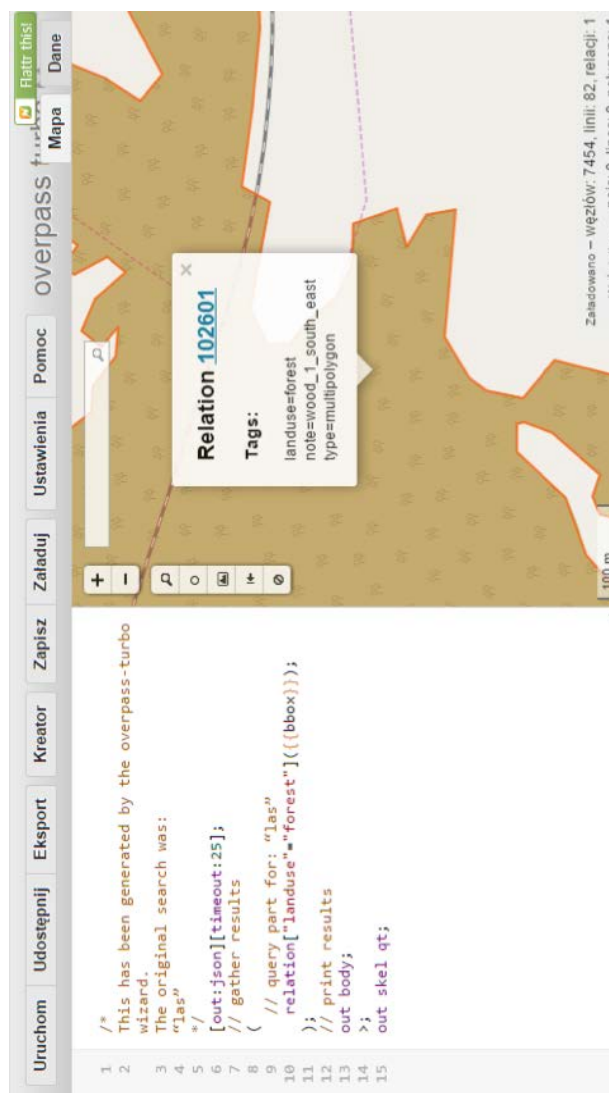 Uruchom Udostępnij Eksport Kreator Zapisz Załaduj Ustawienia Pomoc overpass
Flattr this!
Mapa Dane
1 /*
2 This has been generated by the overpass-turbo
wizard.
3 The original search was:
4 “las”
5 */
6 [out:json][timeout:25];
7 // gather results
8 (
9 // query part for: “las”
10 relation["landuse"="forest"]({{bbox}});
11 );
12 // print results
13 out body;
14 >;
15 out skel qt;
+
−
×
Relation 102601
Tags:
landuse=forest
note=wood_1_south_east
type=multipolygon
100 m
Załadowano – węzłów: 7454, linii: 82, relacji: 1